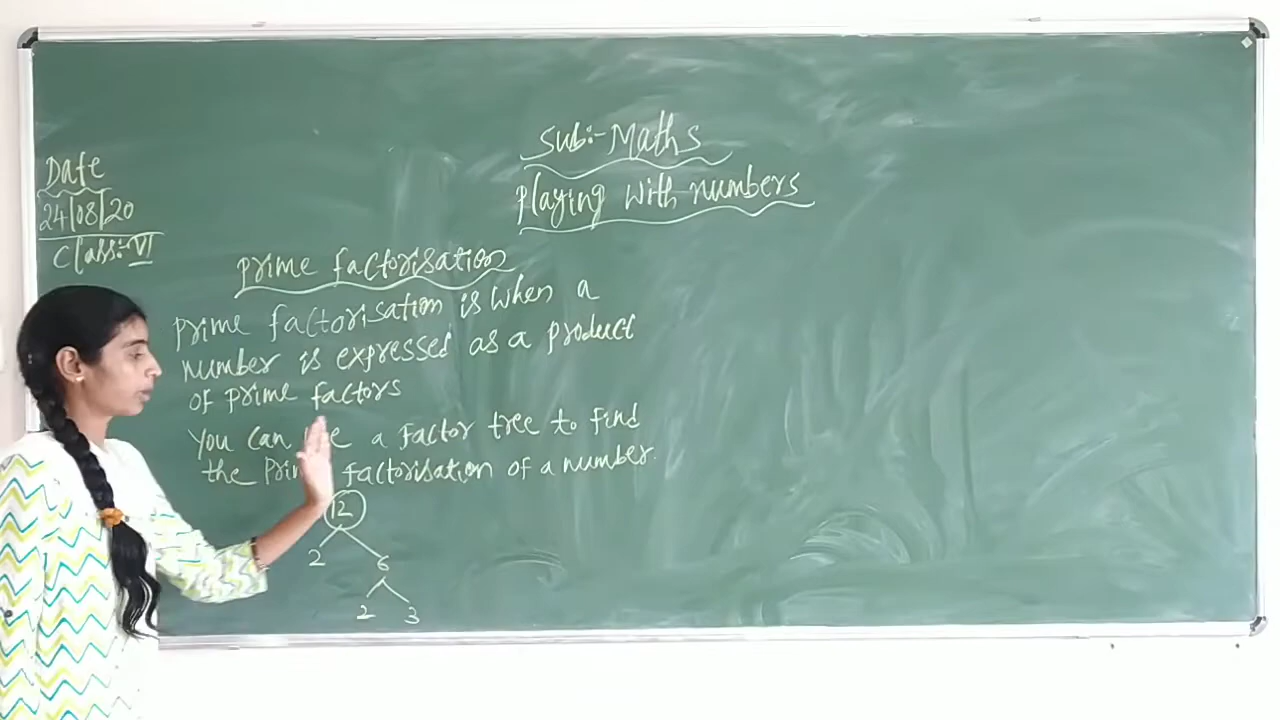 Sub:- Maths
Playing with numbers
Date
24/08/20
Class:- VI
Prime factorisation
Prime factorisation is when a
number is expressed as a product
of prime factors
You can a factor tree to find
the factorisation of a number.
12
2 6
2 3